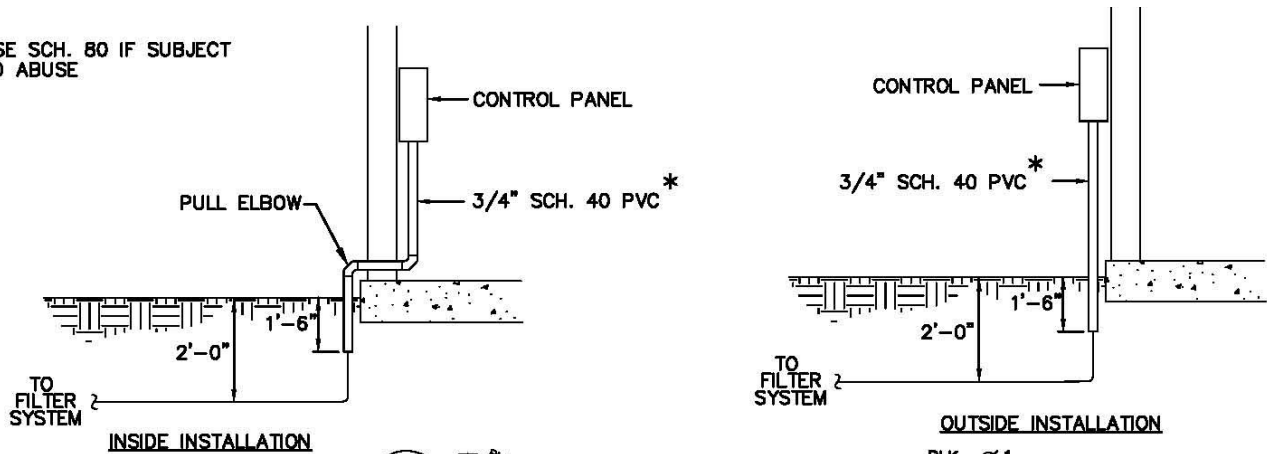 SE SCH. 80 IF SUBJECT
ABUSE
CONTROL PANEL
3/4" SCH. 40 PVC*
PULL ELBOW
1'-6"
2'-0"
TO
FILTER
SYSTEM
INSIDE INSTALLATION
CONTROL PANEL
3/4" SCH. 40 PVC*
1'-6"
2'-0"
TO
FILTER
SYSTEM
OUTSIDE INSTALLATION